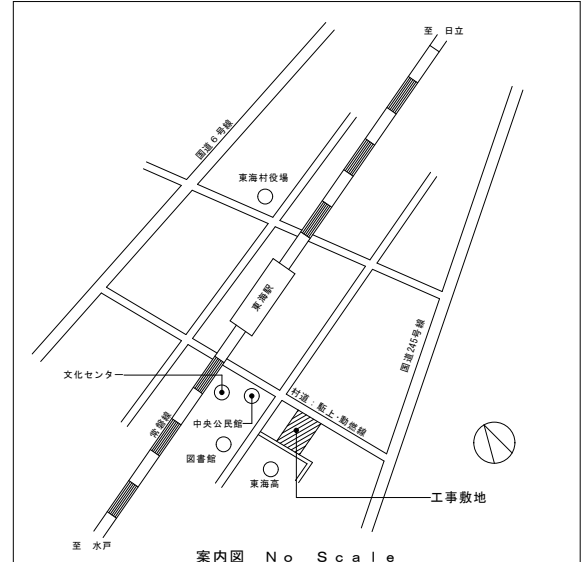 至 日立
国道6号線
東海村役場
東海駅
国道245号線
文化センター
村道：駆上・動燃線
中央公民館
常磐線
図書館
東海高
工事敷地
至 水戸
案内図 No Scale